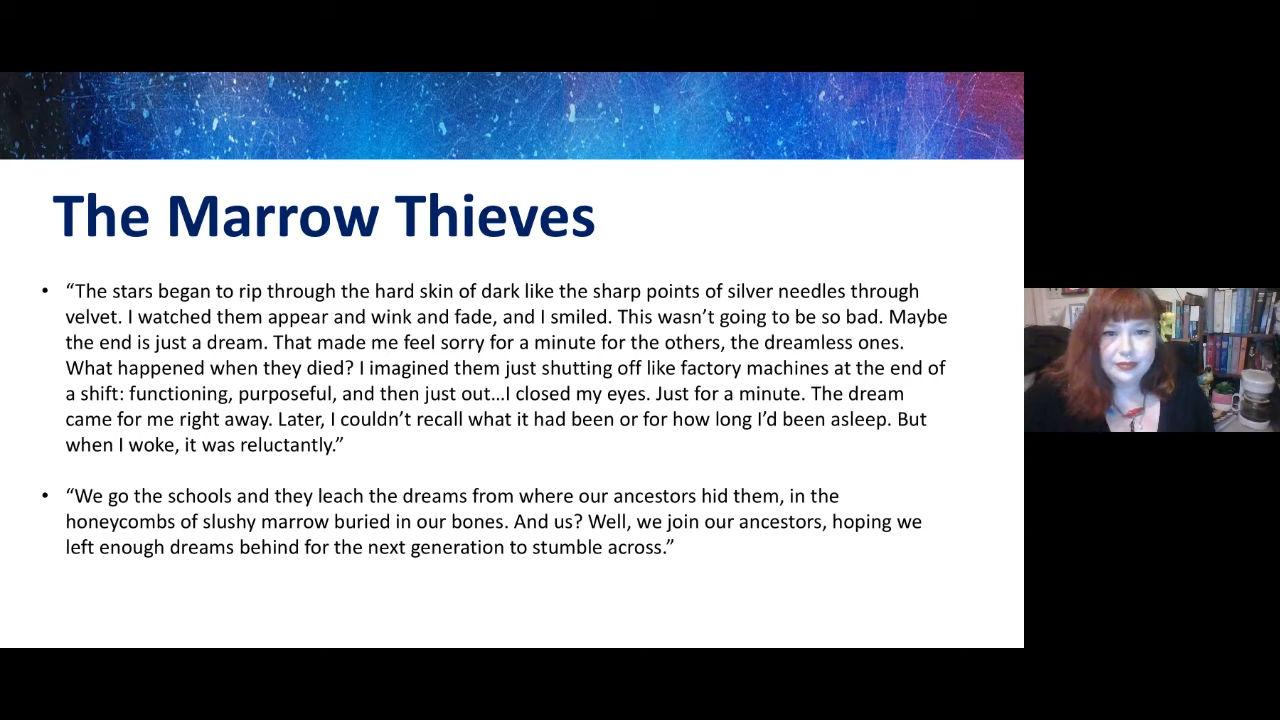 The Marrow Thieves
• “The stars began to rip through the hard skin of dark like the sharp points of silver needles through
velvet. I watched them appear and wink and fade, and I smiled. This wasn’t going to be so bad. Maybe
the end is just a dream. That made me feel sorry for a minute for the others, the dreamless ones.
What happened when they died? I imagined them just shutting off like factory machines at the end of
a shift: functioning, purposeful, and then just out…I closed my eyes. Just for a minute. The dream
came for me right away. Later, I couldn’t recall what it had been or for how long I’d been asleep. But
when I woke, it was reluctantly.”
• “We go the schools and they leach the dreams from where our ancestors hid them, in the
honeycombs of slushy marrow buried in our bones. And us? Well, we join our ancestors, hoping we
left enough dreams behind for the next generation to stumble across.”